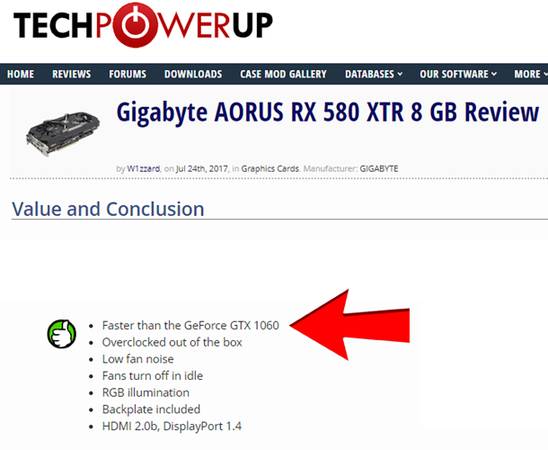 TECHPOWERUP
HOME REVIEWS FORUMS DOWNLOADS CASE MOD GALLERY DATABASES OUR SOFTWARE MORE
Gigabyte AORUS RX 580 XTR 8 GB Review
by W1zzard, on Jul 24th, 2017, in Graphics Cards. Manufacturer: GIGABYTE
Value and Conclusion
Faster than the GeForce GTX 1060
Overclocked out of the box
Low fan noise
Fans turn off in idle
RGB illumination
Backplate included
HDMI 2.0b, DisplayPort 1.4